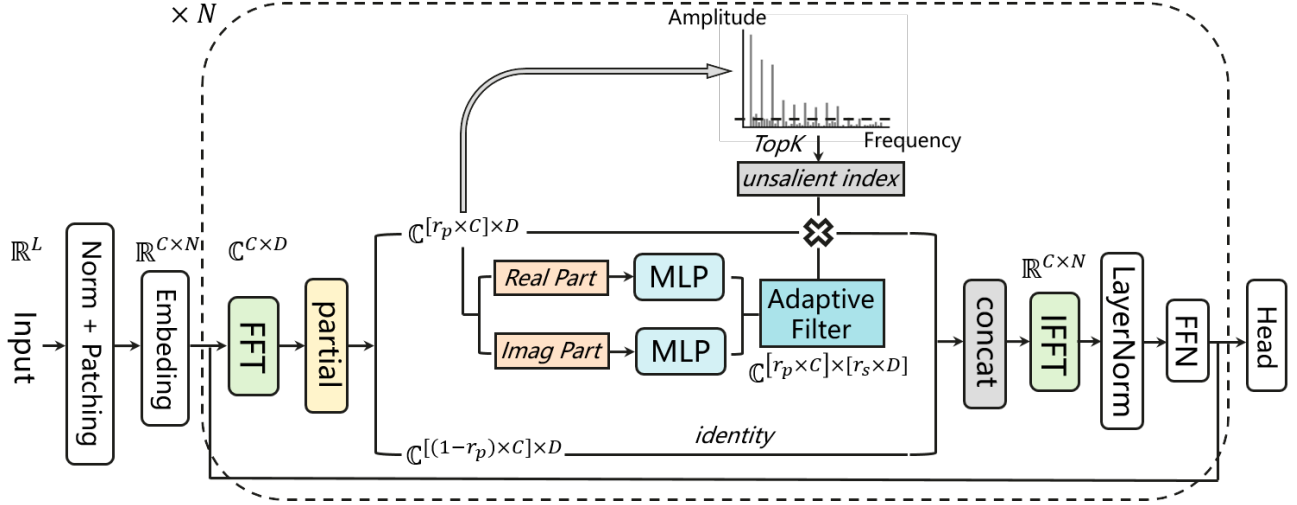 × N
Amplitude
Frequency
TopK
unsalient index
ℝ^L
Input
Norm + Patching
ℝ^{C×N}
Embedding
ℂ^{C×D}
FFT
partial
ℂ^{[r_p×C]×D}
Real Part
MLP
Imag Part
MLP
Adaptive
Filter
ℂ^{[r_p×C]×[r_s×D]}
ℂ^{[(1−r_p)×C]×D}
identity
concat
ℝ^{C×N}
IFFT
LayerNorm
FFN
Head